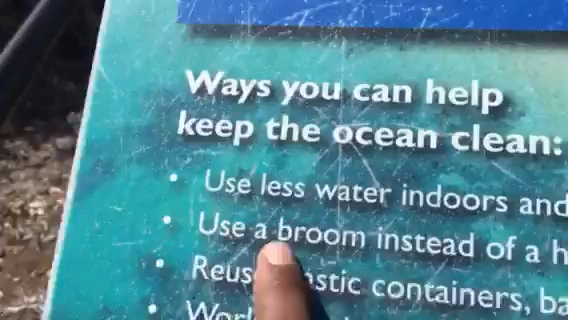 Ways you can help
keep the ocean clean:
• Use less water indoors and
• Use a broom instead of a h
• Reus astic containers, ba
• Work